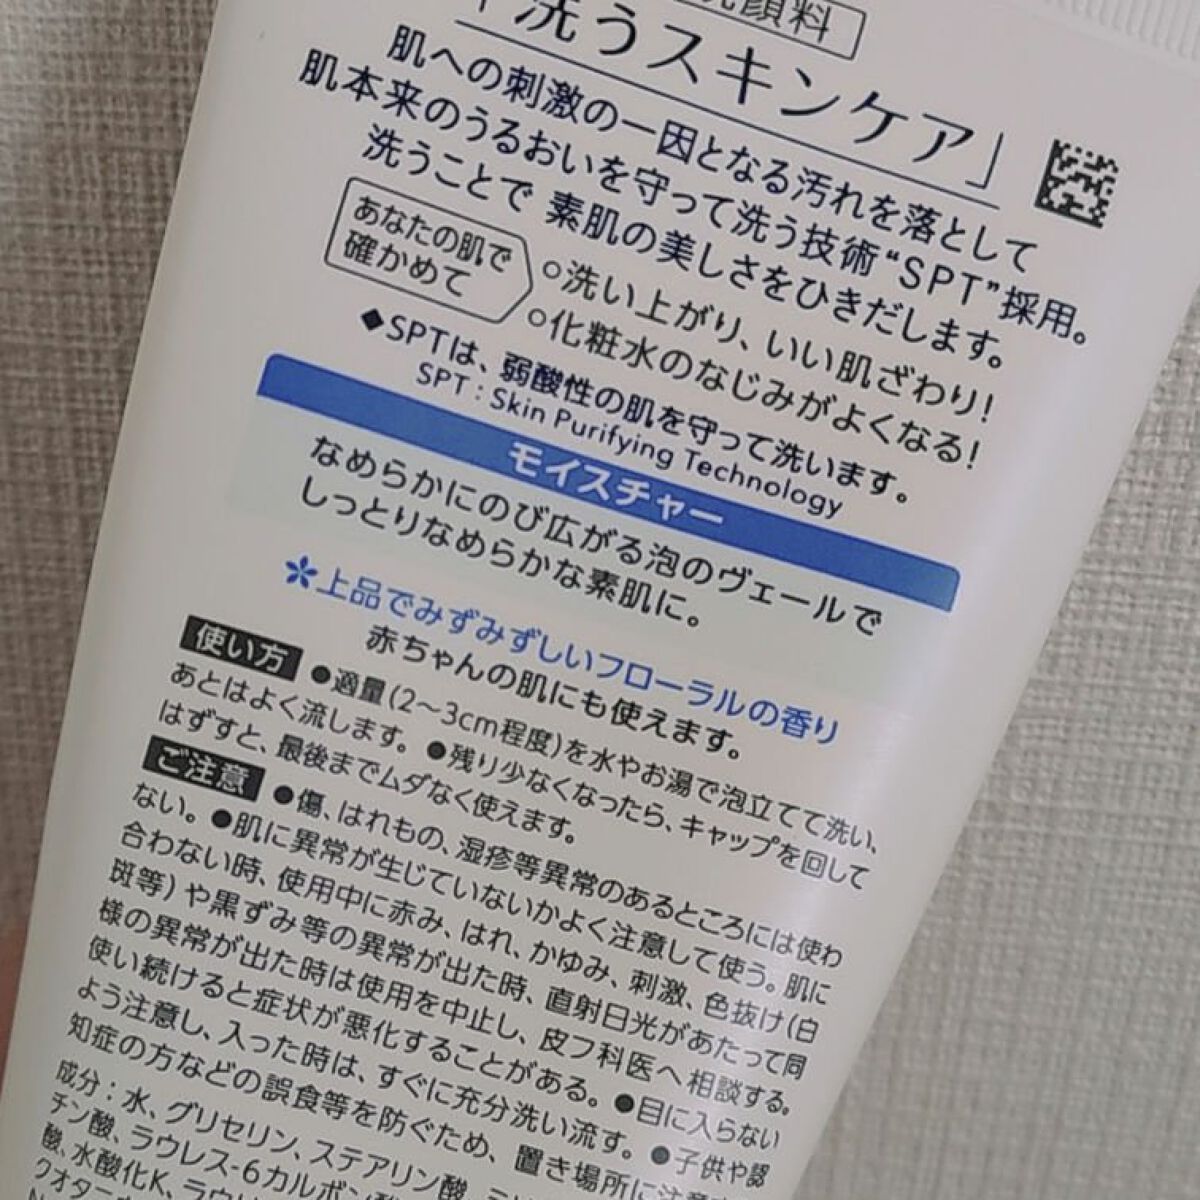 洗顔料
「洗うスキンケア」
肌への刺激の一因となる汚れを落として
肌本来のうるおいを守って洗う技術“SPT”採用。
洗うことで 素肌の美しさをひきだします。
あなたの肌で
確かめて
○洗い上がり、いい肌ざわり!
○化粧水のなじみがよくなる!
◆SPTは、弱酸性の肌を守って洗います。
SPT : Skin Purifying Technology
モイスチャー
なめらかにのび広がる泡のヴェールで
しっとりなめらかな素肌に。
上品でみずみずしいフローラルの香り
赤ちゃんの肌にも使えます。
使い方 ●適量(2〜3cm程度)を水やお湯で泡立てて洗い、
あとはよく流します。 ●残り少なくなったら、キャップを回して
はずすと、最後までムダなく使えます。
ご注意 ●傷、はれもの、湿疹等異常のあるところには使わ
ない。●肌に異常が生じていないかよく注意して使う。肌に
合わない時、使用中に赤み、はれ、かゆみ、刺激、色抜け(白
斑等)や黒ずみ等の異常が出た時、直射日光があたって同
様の異常が出た時は使用を中止し、皮フ科医へ相談する。
使い続けると症状が悪化することがある。●目に入らない
よう注意し、入った時は、すぐに充分洗い流す。●子供や認
知症の方などの誤食等を防ぐため、置き場所に注意
成分：水、グリセリン、ステアリン酸、
チン酸、ラウレス-6カルボン酸
酸、水酸化K、